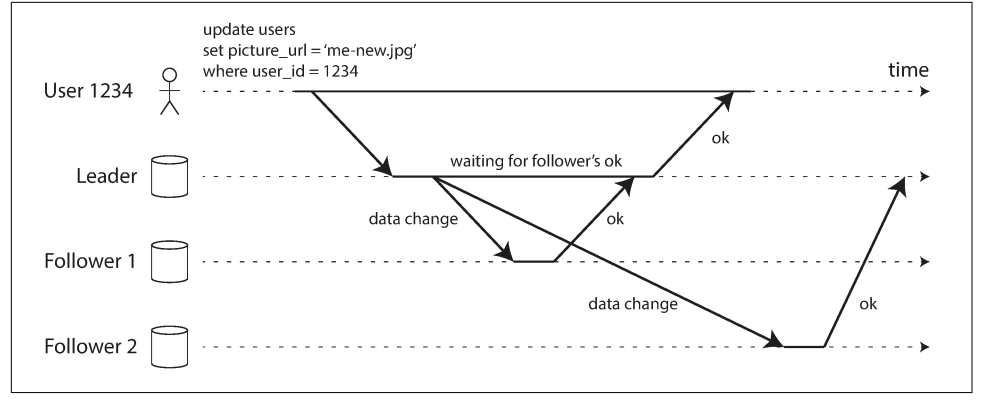 update users
set picture_url = ‘me-new.jpg’
where user_id = 1234
time
User 1234
ok
waiting for follower’s ok
Leader
data change
ok
Follower 1
data change
ok
Follower 2